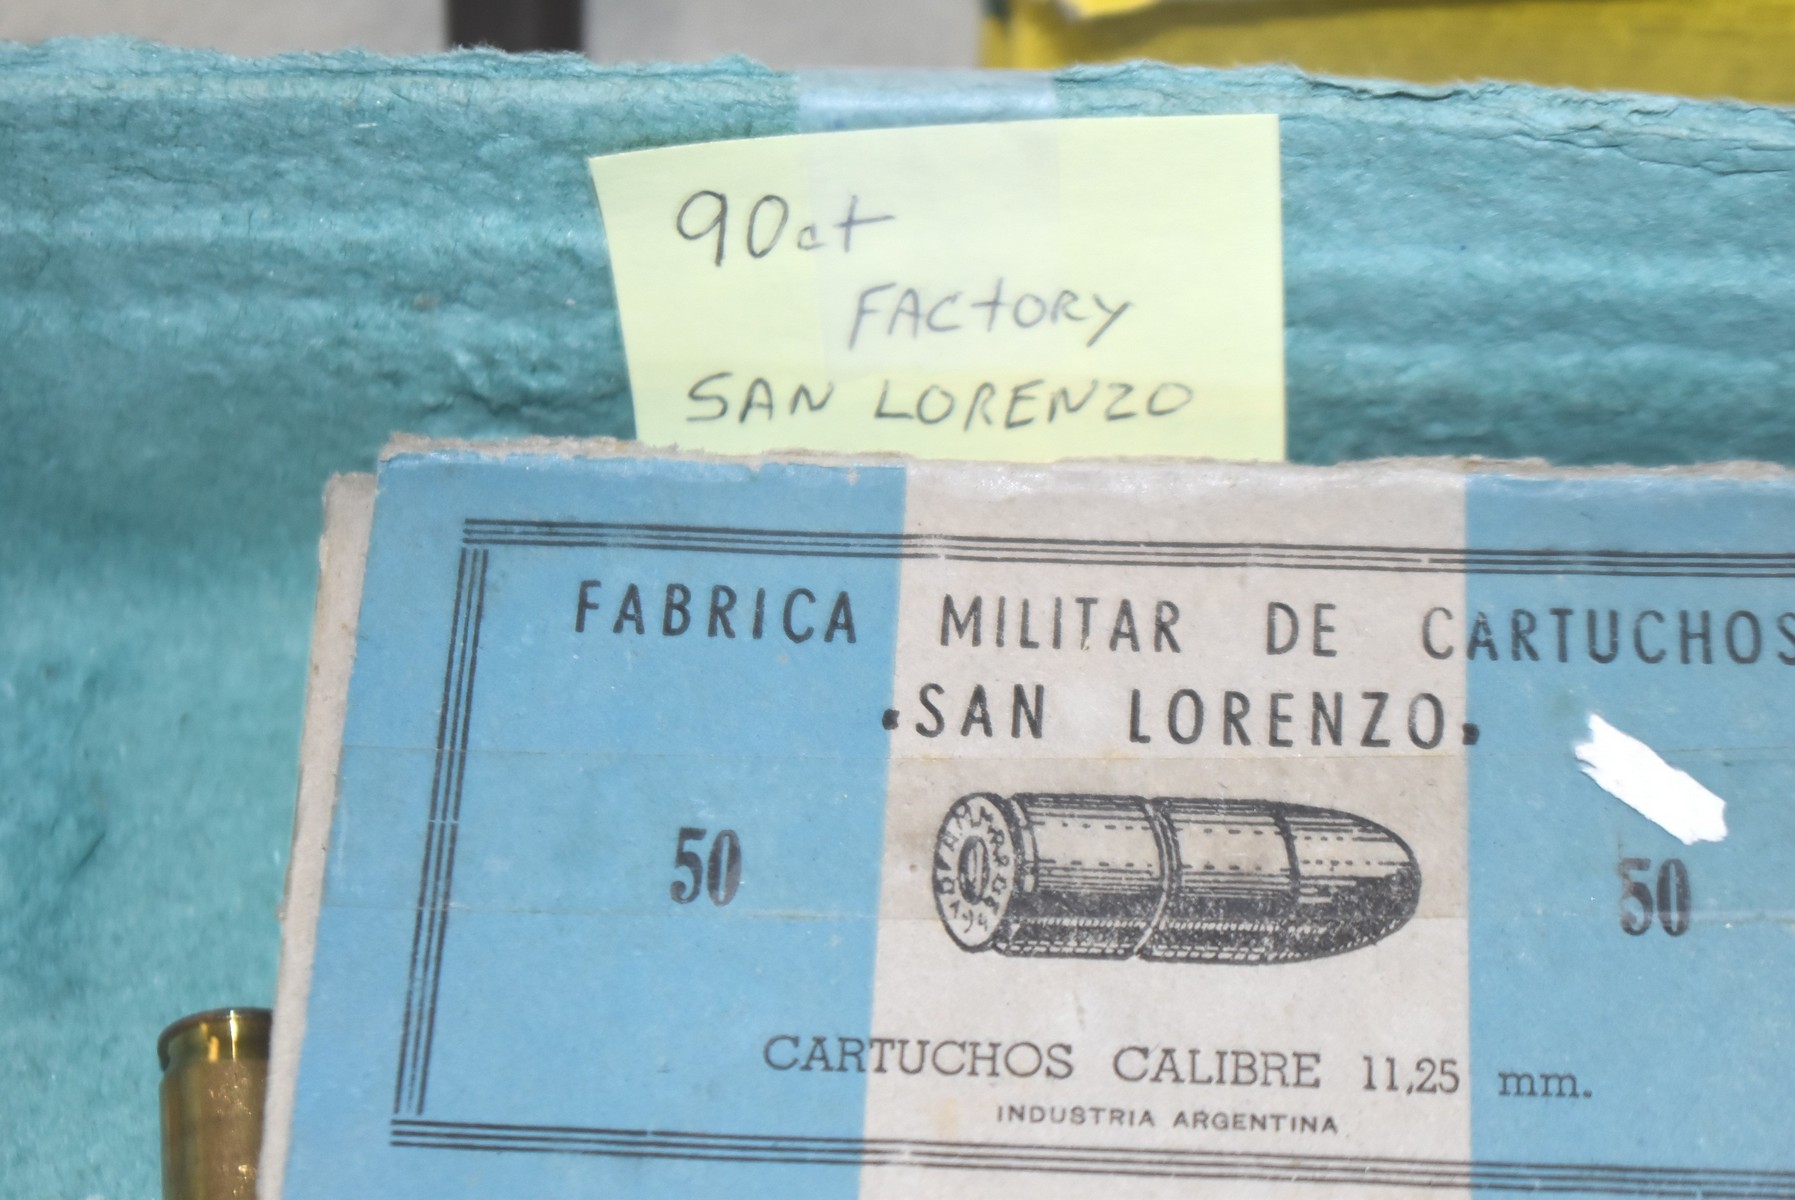 90ct
FACTORY
SAN LORENZO
FABRICA MILITAR DE CARTUCHOS
"SAN LORENZO"
50 50
CARTUCHOS CALIBRE 11,25 mm.
INDUSTRIA ARGENTINA